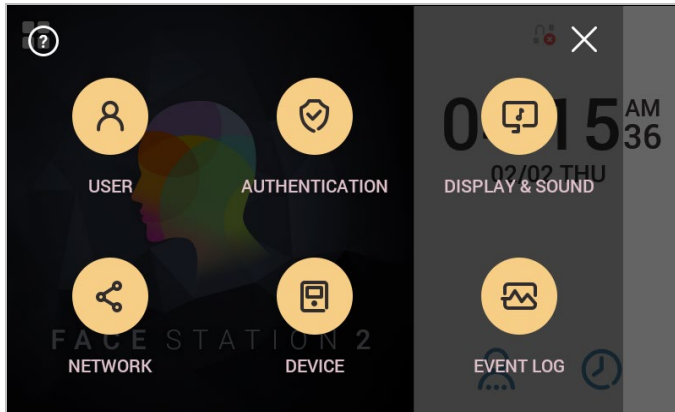 ?
AM
36
02/02 THU
USER
AUTHENTICATION
DISPLAY & SOUND
FACE STATION 2
NETWORK
DEVICE
EVENT LOG